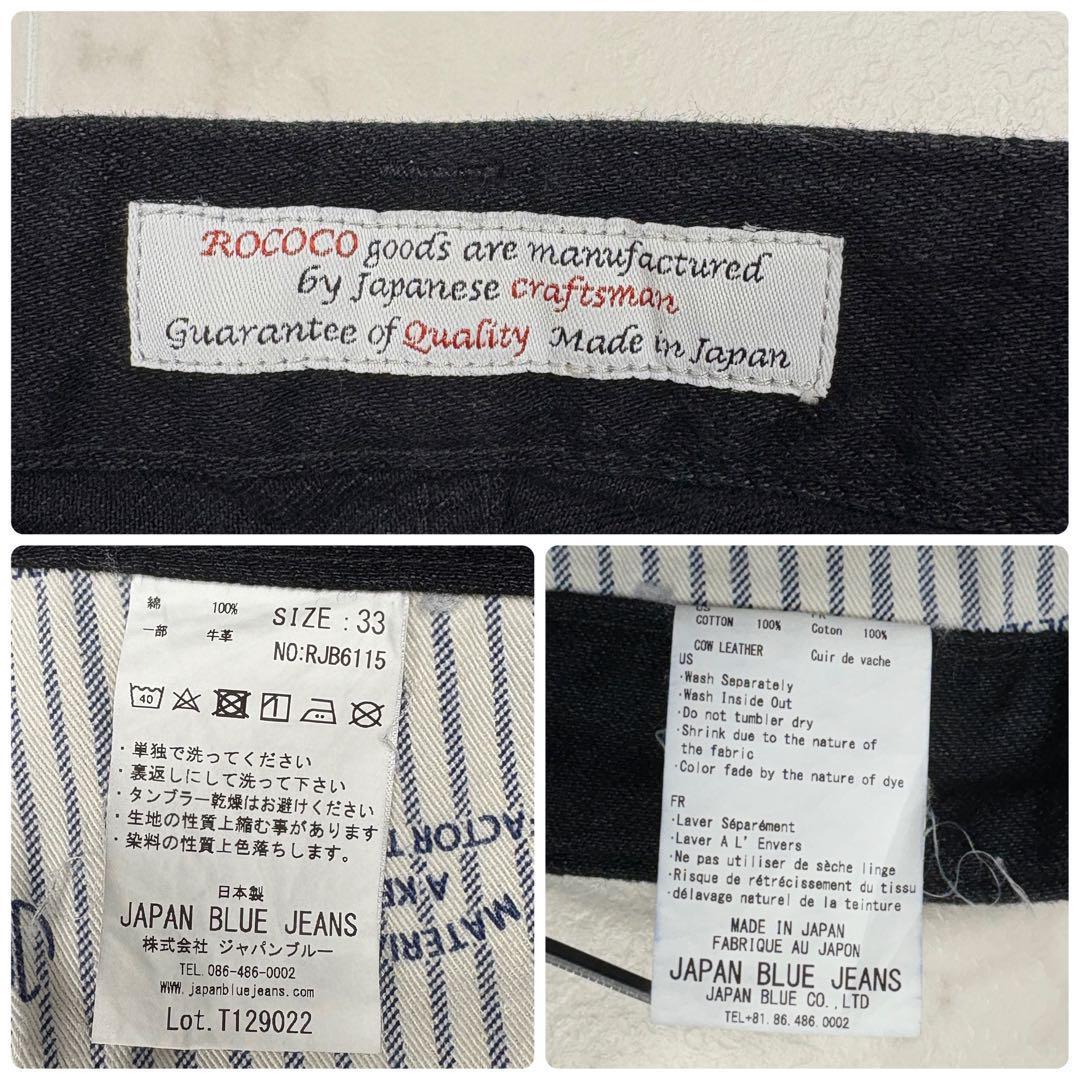 ROCOCO goods are manufactured
by Japanese craftsman
Guarantee of Quality Made in Japan
綿 100%
一部 牛革
SIZE : 33
NO:RJB6115
40
・単独で洗ってください
・裏返しにして洗って下さい
・タンブラー乾燥はお避けください
・生地の性質上縮む事があります
・染料の性質上色落ちします。
日本製
JAPAN BLUE JEANS
株式会社 ジャパンブルー
TEL. 086-486-0002
www.japanbluejeans.com
Lot. T129022
MATERI
US FR
COTTON 100% Coton 100%
COW LEATHER Cuir de vache
US
·Wash Separately
·Wash Inside Out
·Do not tumbler dry
·Shrink due to the nature of
the fabric
·Color fade by the nature of dye
FR
·Laver Séparément
·Laver A L' Envers
·Ne pas utiliser de sèche linge
·Risque de rétrécissement du tissu
·délavage naturel de la teinture
MADE IN JAPAN
FABRIQUE AU JAPON
JAPAN BLUE JEANS
JAPAN BLUE CO.,LTD
TEL+81. 86. 486. 0002